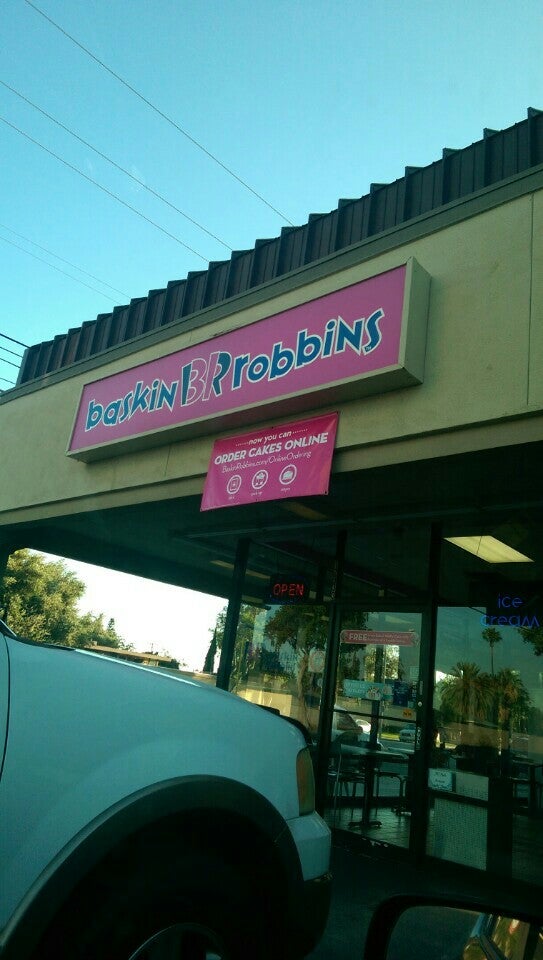 baskin BR robbins
now you can
ORDER CAKES ONLINE
BaskinRobbins.com/OnlineOrdering
OPEN
ice
cream
FREE